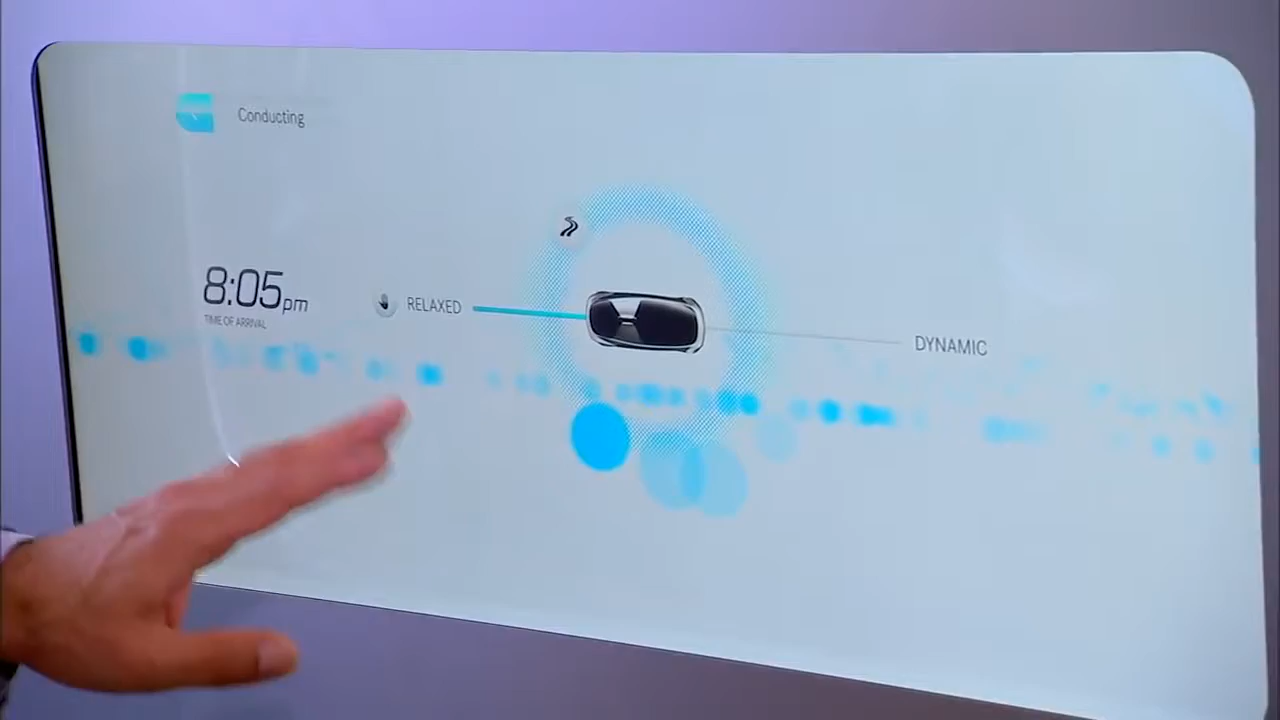 Conducting
8:05pm
TIME OF ARRIVAL
RELAXED
DYNAMIC